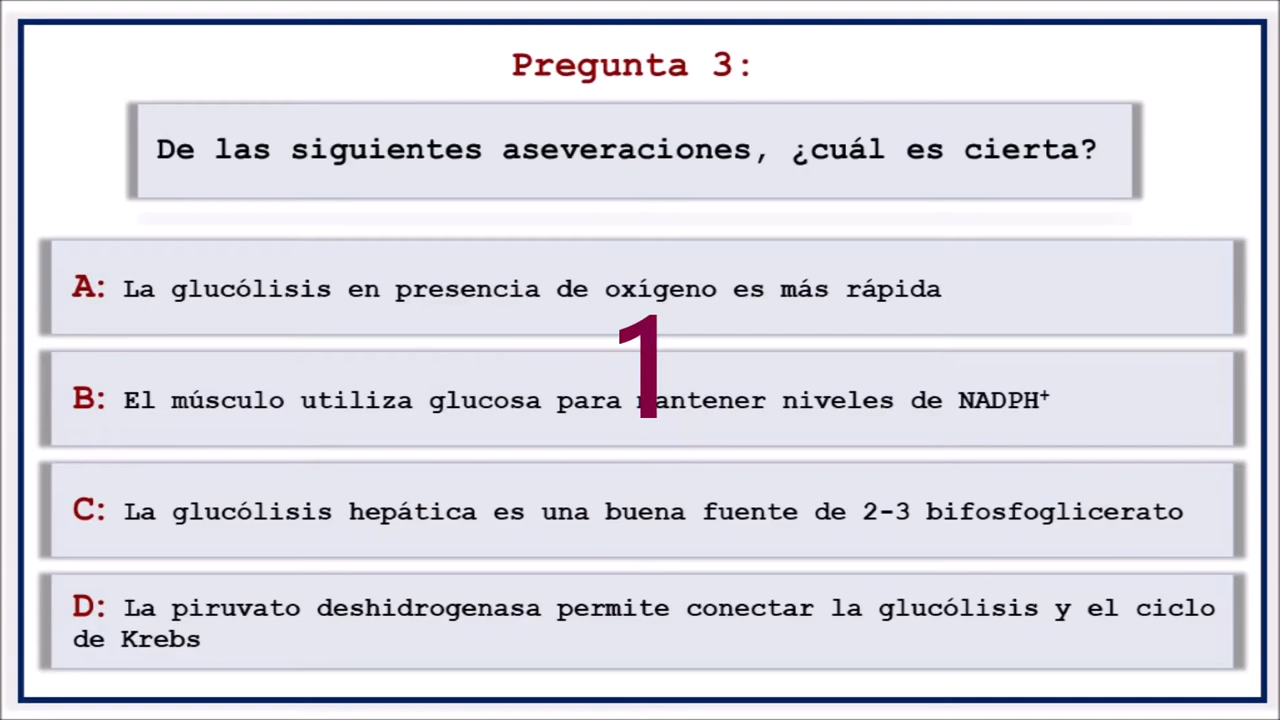 Pregunta 3:
De las siguientes aseveraciones, ¿cuál es cierta?
A: La glucólisis en presencia de oxígeno es más rápida
1
B: El músculo utiliza glucosa para mantener niveles de NADPH⁺
C: La glucólisis hepática es una buena fuente de 2-3 bifosfoglicerato
D: La piruvato deshidrogenasa permite conectar la glucólisis y el ciclo
de Krebs